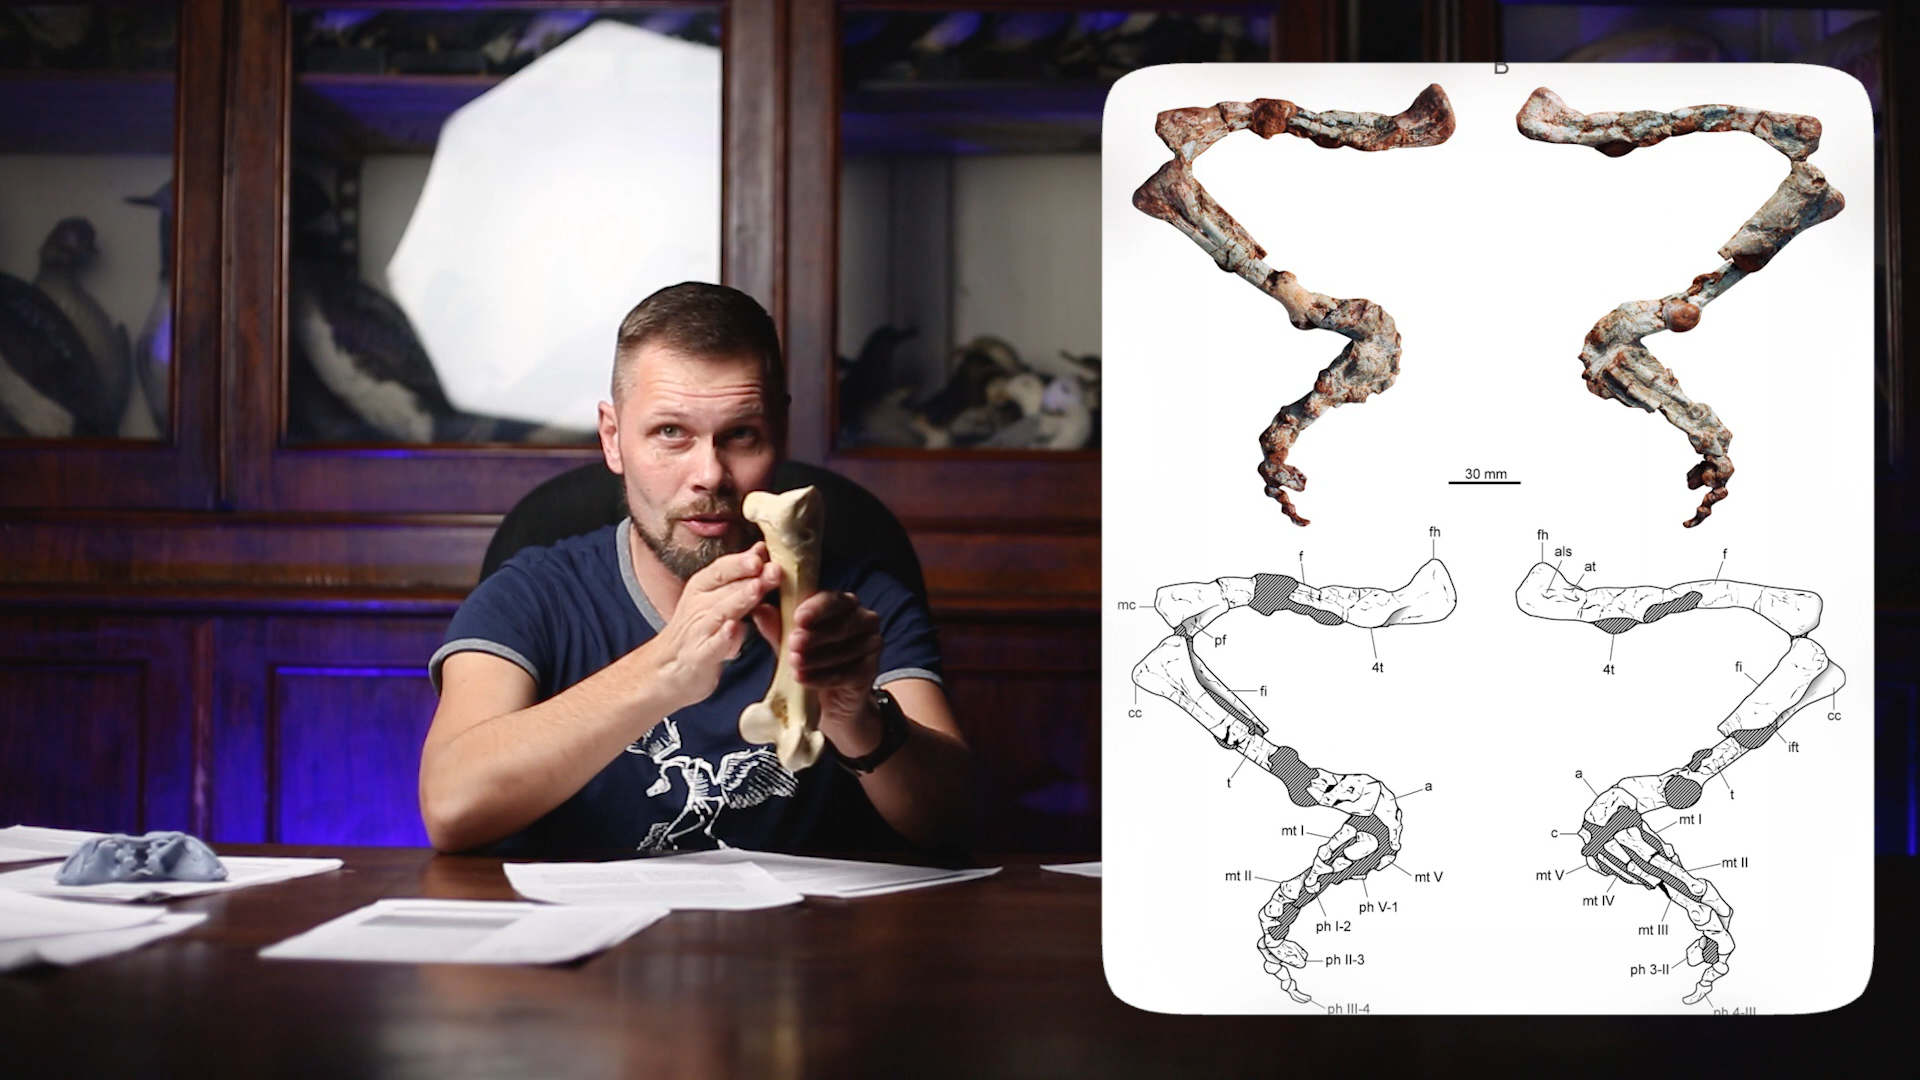 B
30 mm
fh
f
mc
pf
4t
cc
fi
t
a
mt I
mt II
mt V
ph V-1
ph I-2
ph II-3
ph III-4
fh
als
at
f
4t
fi
cc
ift
a
t
c
mt I
mt V
mt II
mt IV
mt III
ph 3-II
ph 4-III